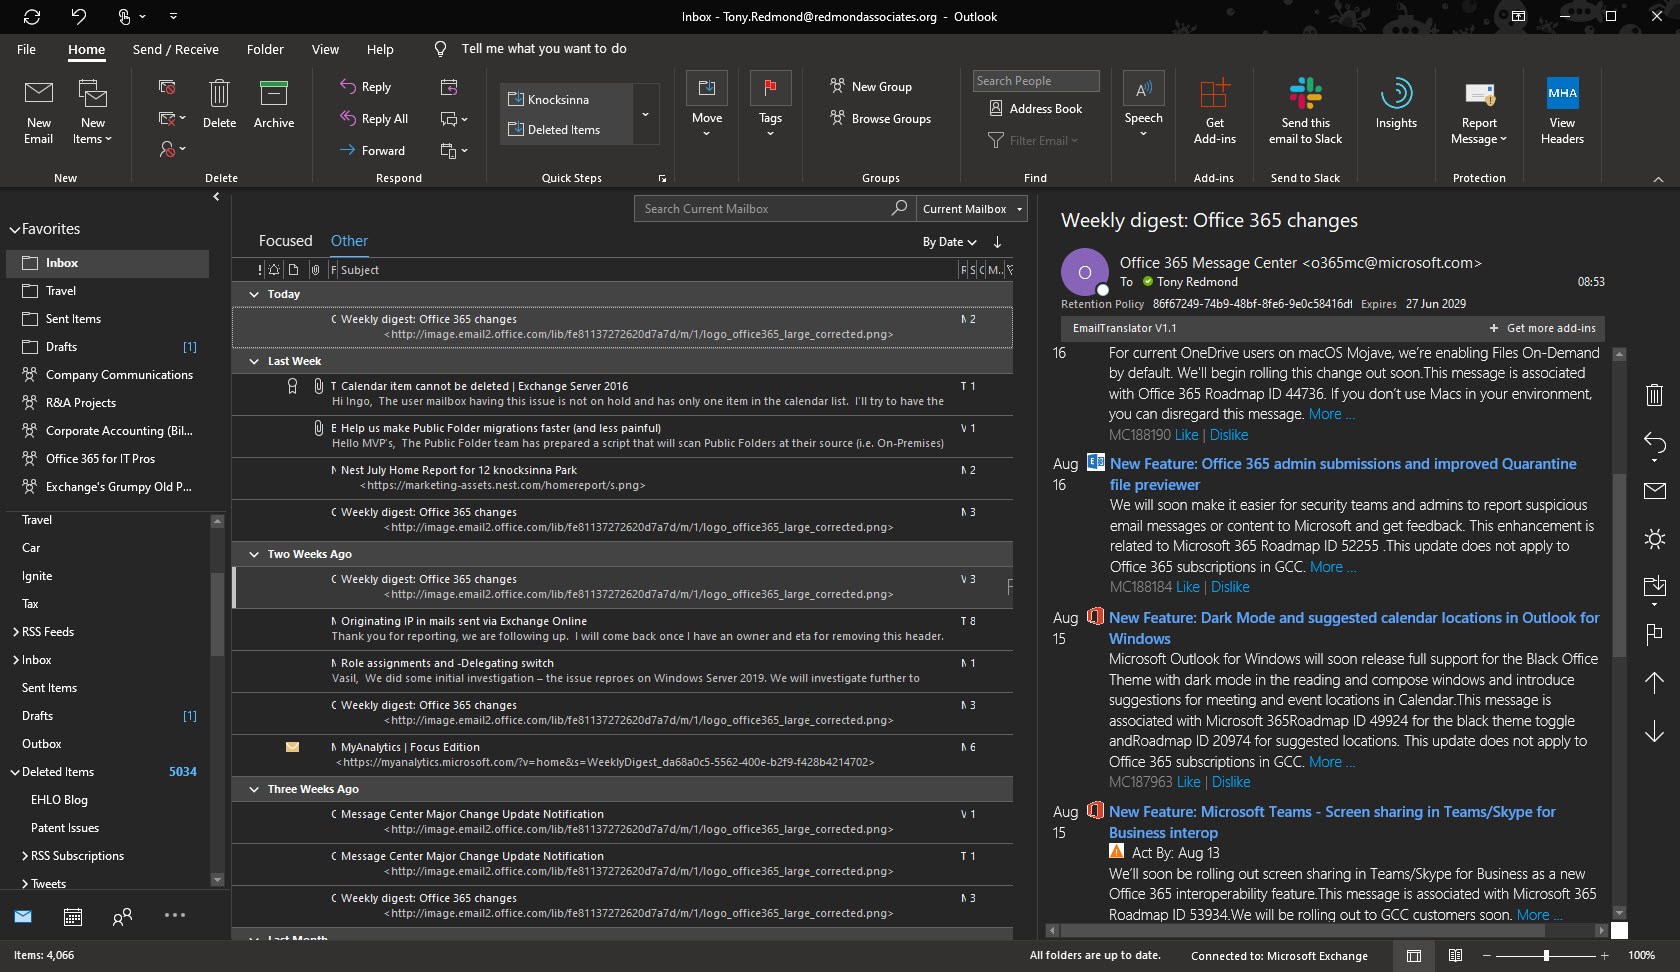 Inbox - Tony.Redmond@redmondassociates.org - Outlook
File Home Send / Receive Folder View Help Tell me what you want to do
New Email
New Items
New
Delete
Archive
Delete
Reply
Reply All
Forward
Respond
Knocksinna
Deleted Items
Quick Steps
Move
Tags
New Group
Browse Groups
Groups
Search People
Address Book
Filter Email
Find
Speech
Get Add-ins
Add-ins
Send this email to Slack
Send to Slack
Insights
Report Message
Protection
MHA
View Headers
Favorites
Inbox
Travel
Sent Items
Drafts [1]
Company Communications
R&A Projects
Corporate Accounting (Bil...
Office 365 for IT Pros
Exchange's Grumpy Old P...
Travel
Car
Ignite
Tax
RSS Feeds
Inbox
Sent Items
Drafts [1]
Outbox
Deleted Items 5034
EHLO Blog
Patent Issues
RSS Subscriptions
Tweets
Search Current Mailbox Current Mailbox
Focused Other By Date
! F Subject F S C M..
Today
Weekly digest: Office 365 changes 2
<http://image.email2.office.com/lib/fe81137272620d7a7d/m/1/logo_office365_large_corrected.png>
Last Week
T Calendar item cannot be deleted | Exchange Server 2016 T 1
Hi Ingo, The user mailbox having this issue is not on hold and has only one item in the calendar list. I'll try to have the
E Help us make Public Folder migrations faster (and less painful) 1
Hello MVP's, The Public Folder team has prepared a script that will scan Public Folders at their source (i.e. On-Premises)
Nest July Home Report for 12 knocksinna Park 2
<https://marketing-assets.nest.com/homereport/s.png>
Weekly digest: Office 365 changes 3
<http://image.email2.office.com/lib/fe81137272620d7a7d/m/1/logo_office365_large_corrected.png>
Two Weeks Ago
Weekly digest: Office 365 changes 3
<http://image.email2.office.com/lib/fe81137272620d7a7d/m/1/logo_office365_large_corrected.png>
Originating IP in mails sent via Exchange Online T 8
Thank you for reporting, we are following up. I will come back once I have an owner and eta for removing this header.
Role assignments and -Delegating switch 1
Vasil, We did some initial investigation – the issue reproes on Windows Server 2019. We will investigate further to
Weekly digest: Office 365 changes 3
<http://image.email2.office.com/lib/fe81137272620d7a7d/m/1/logo_office365_large_corrected.png>
MyAnalytics | Focus Edition 6
<https://myanalytics.microsoft.com/?v=home&s=WeeklyDigest_da68a0c5-5562-400e-b2f9-f428b4214702>
Three Weeks Ago
Message Center Major Change Update Notification 1
<http://image.email2.office.com/lib/fe81137272620d7a7d/m/1/logo_office365_large_corrected.png>
Message Center Major Change Update Notification T 1
<http://image.email2.office.com/lib/fe81137272620d7a7d/m/1/logo_office365_large_corrected.png>
Weekly digest: Office 365 changes 3
<http://image.email2.office.com/lib/fe81137272620d7a7d/m/1/logo_office365_large_corrected.png>
Last Month
Weekly digest: Office 365 changes
O
Office 365 Message Center <o365mc@microsoft.com>
To Tony Redmond 08:53
Retention Policy 86f67249-74b9-48bf-8fe6-9e0c58416df Expires 27 Jun 2029
EmailTranslator V1.1 + Get more add-ins
16 For current OneDrive users on macOS Mojave, we're enabling Files On-Demand
by default. We'll begin rolling this change out soon.This message is associated
with Office 365 Roadmap ID 44736. If you don't use Macs in your environment,
you can disregard this message. More ...
MC188190 Like | Dislike
Aug New Feature: Office 365 admin submissions and improved Quarantine
16 file previewer
We will soon make it easier for security teams and admins to report suspicious
email messages or content to Microsoft and get feedback. This enhancement is
related to Microsoft 365 Roadmap ID 52255 .This update does not apply to
Office 365 subscriptions in GCC. More ...
MC188184 Like | Dislike
Aug New Feature: Dark Mode and suggested calendar locations in Outlook for
15 Windows
Microsoft Outlook for Windows will soon release full support for the Black Office
Theme with dark mode in the reading and compose windows and introduce
suggestions for meeting and event locations in Calendar.This message is
associated with Microsoft 365Roadmap ID 49924 for the black theme toggle
andRoadmap ID 20974 for suggested locations. This update does not apply to
Office 365 subscriptions in GCC. More ...
MC187963 Like | Dislike
Aug New Feature: Microsoft Teams - Screen sharing in Teams/Skype for
15 Business interop
Act By: Aug 13
We'll soon be rolling out screen sharing in Teams/Skype for Business as a new
Office 365 interoperability feature.This message is associated with Microsoft 365
Roadmap ID 53934.We will be rolling out to GCC customers soon. More ...
Items: 4,066 All folders are up to date. Connected to: Microsoft Exchange 100%